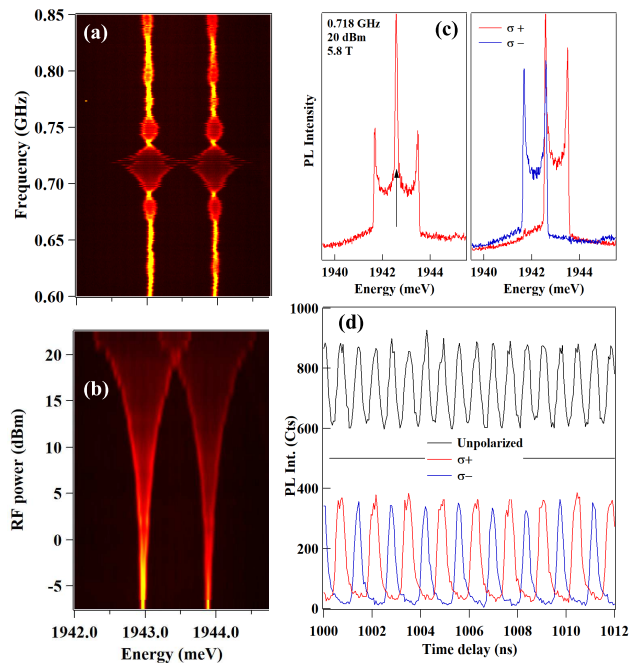 (a)
0.85
0.80
0.75
0.70
0.65
0.60
Frequency (GHz)
(b)
20
15
10
5
0
-5
RF power (dBm)
1942.0
1943.0
1944.0
Energy (meV)
0.718 GHz
20 dBm
5.8 T
(c)
PL Intensity
1940
1942
1944
Energy (meV)
σ +
σ −
1940
1942
1944
Energy (meV)
(d)
1000
800
600
400
200
0
PL Int. (Cts)
Unpolarized
σ+
σ−
1000
1002
1004
1006
1008
1010
1012
Time delay (ns)